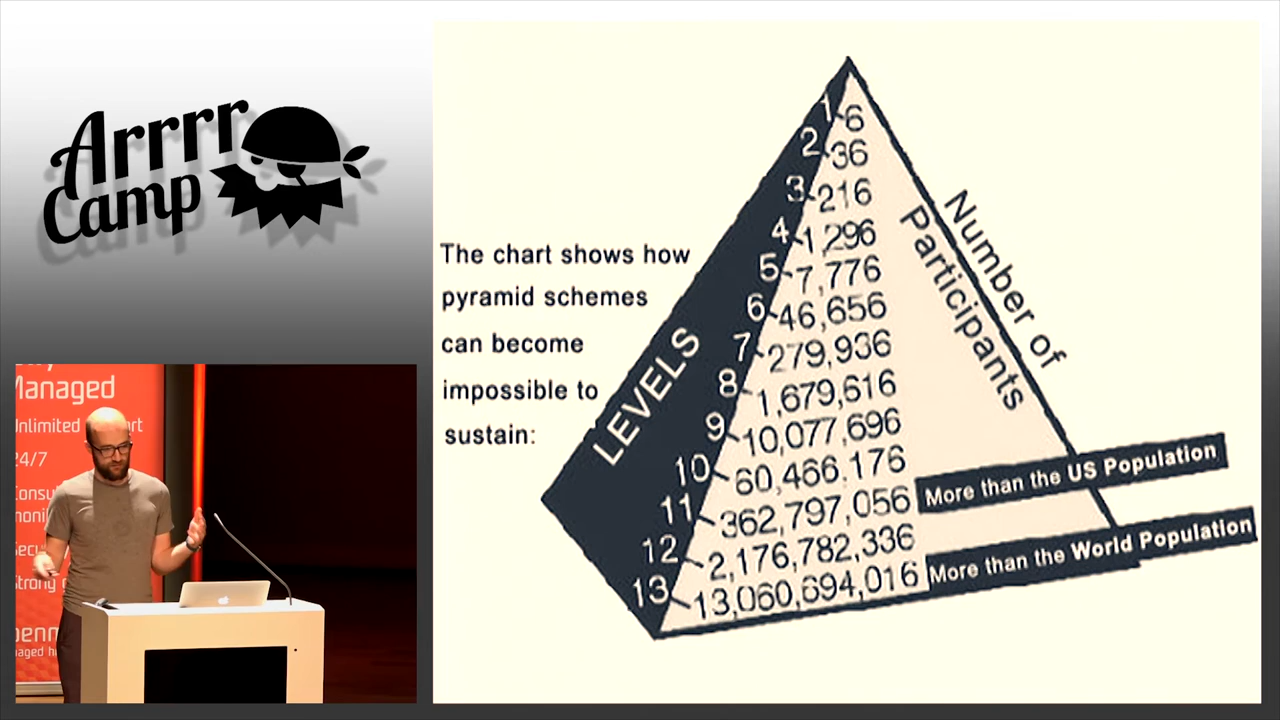 Arrrr
Camp
The chart shows how
pyramid schemes
can become
impossible to
sustain:
LEVELS
Number of
Participants
1 6
2 36
3 216
4 1,296
5 7,776
6 46,656
7 279,936
8 1,679,616
9 10,077,696
10 60,466,176
11 362,797,056
More than the US Population
12 2,176,782,336
13 13,060,694,016
More than the World Population
Managed
Unlimited
24/7